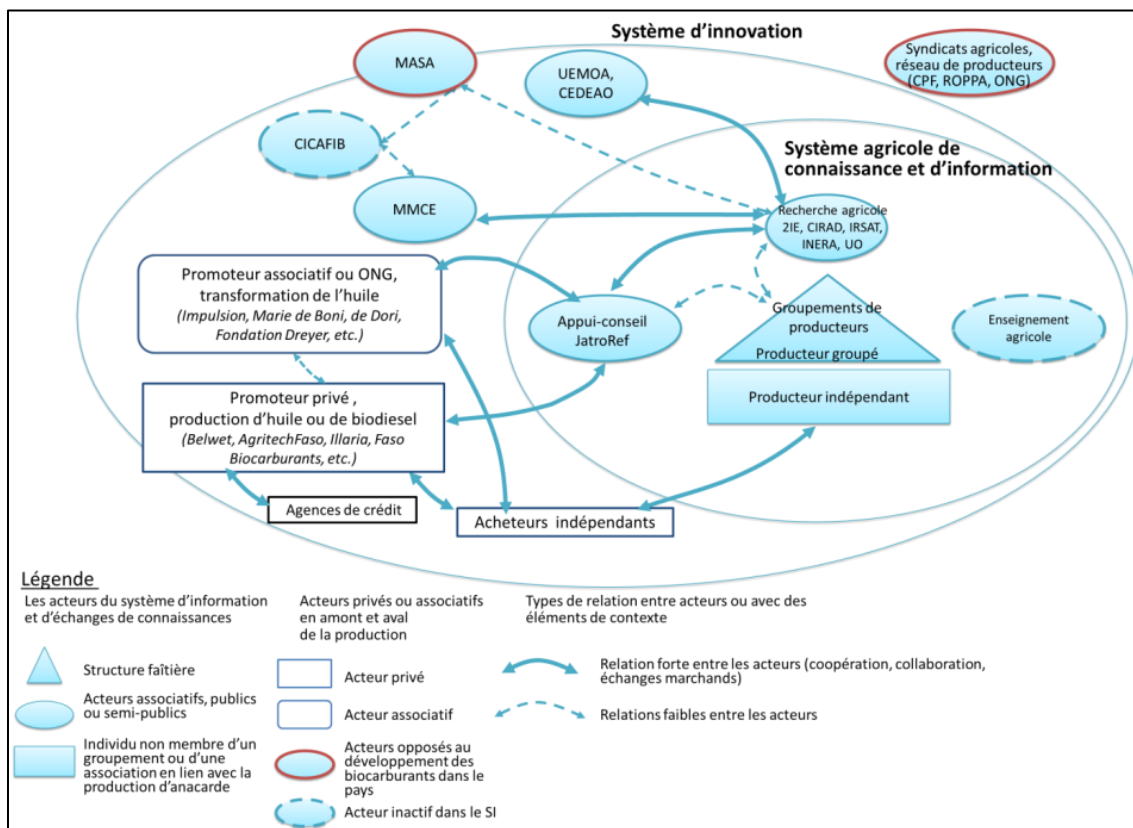 Système d’innovation
MASA
UEMOA,
CEDEAO
Syndicats agricoles,
réseau de producteurs
(CPF, ROPPA, ONG)
CICAFIB
Système agricole de
connaissance et d’information
MMCE
Recherche agricole
2IE, CIRAD, IRSAT,
INERA, UO
Promoteur associatif ou ONG,
transformation de l’huile
(Impulsion, Marie de Boni, de Dori,
Fondation Dreyer, etc.)
Appui-conseil
JatroRef
Groupements de
producteurs
Producteur groupé
Enseignement
agricole
Promoteur privé ,
production d’huile ou de biodiesel
(Belwet, AgritechFaso, Illaria, Faso
Biocarburants, etc.)
Producteur indépendant
Agences de crédit
Acheteurs indépendants
Légende
Les acteurs du système d’information
et d’échanges de connaissances
Structure faîtière
Acteurs associatifs, publics
ou semi-publics
Individu non membre d’un
groupement ou d’une
association en lien avec la
production d’anacarde
Acteurs privés ou associatifs
en amont et aval
de la production
Acteur privé
Acteur associatif
Acteurs opposés au
développement des
biocarburants dans le
pays
Acteur inactif dans le SI
Types de relation entre acteurs ou avec des
éléments de contexte
Relation forte entre les acteurs (coopération, collaboration,
échanges marchands)
Relations faibles entre les acteurs